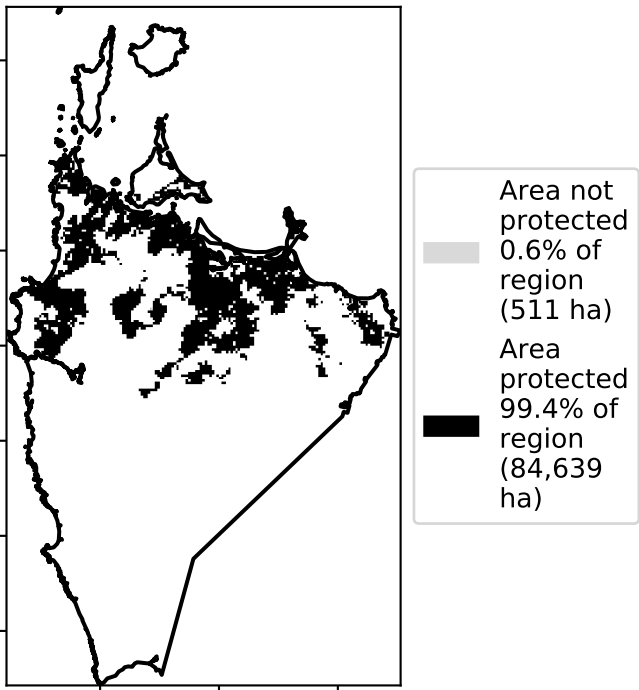 Area not
protected
0.6% of
region
(511 ha)
Area
protected
99.4% of
region
(84,639
ha)